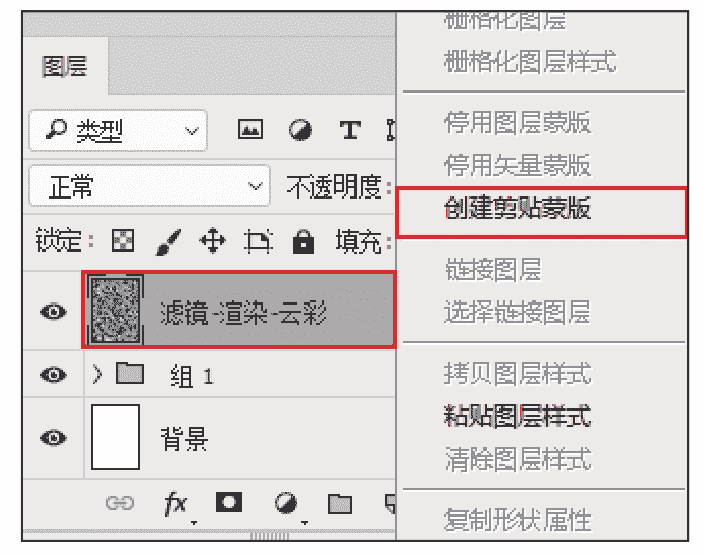 图层
类型
正常
不透明度:
锁定:
填充:
滤镜-渲染-云彩
组 1
背景
fx
栅格化图层
栅格化图层样式
停用图层蒙版
停用矢量蒙版
创建剪贴蒙版
链接图层
选择链接图层
拷贝图层样式
粘贴图层样式
清除图层样式
复制形状属性